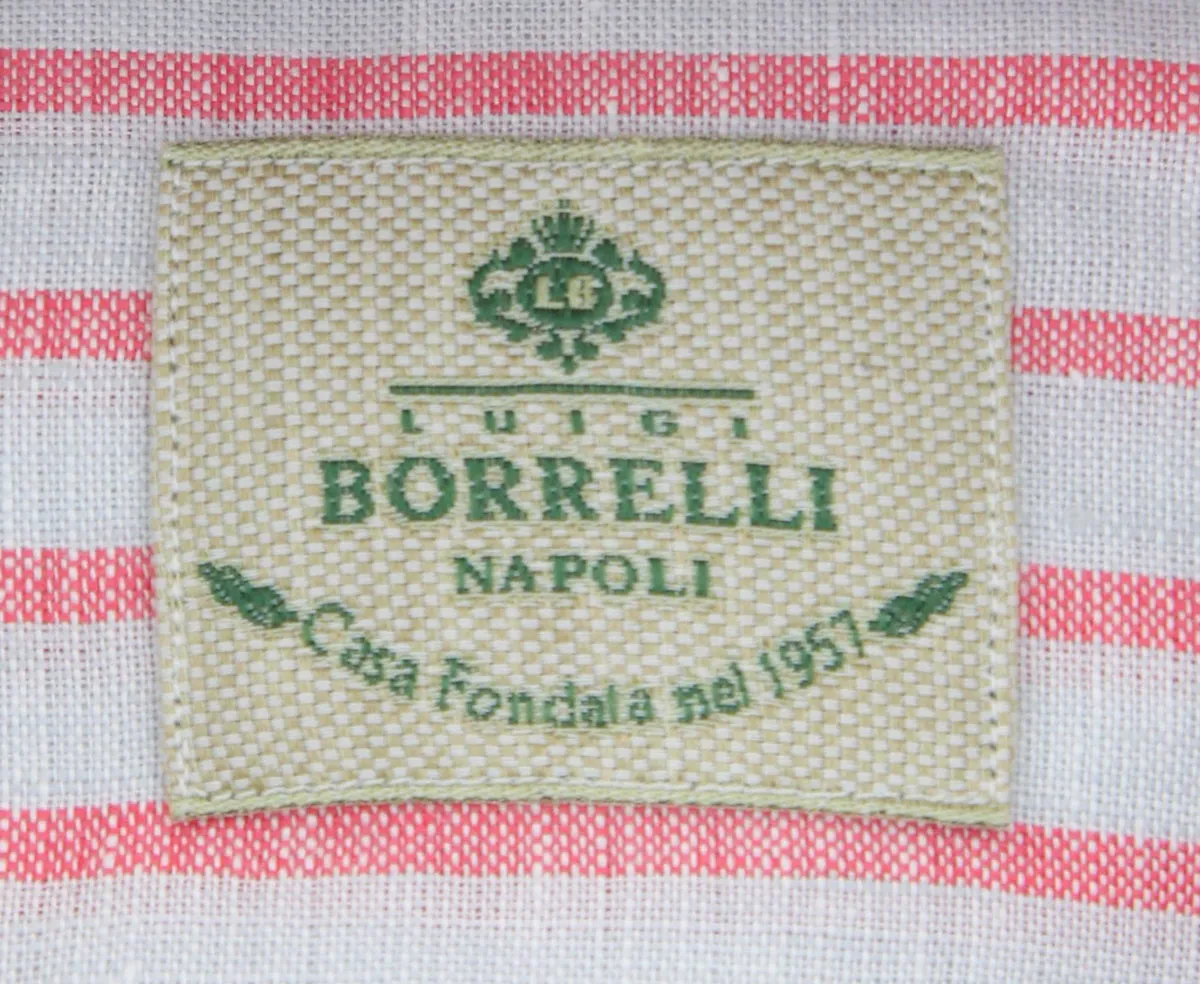 LB
LUIGI
BORRELLI
NAPOLI
Casa Fondata nel 1957